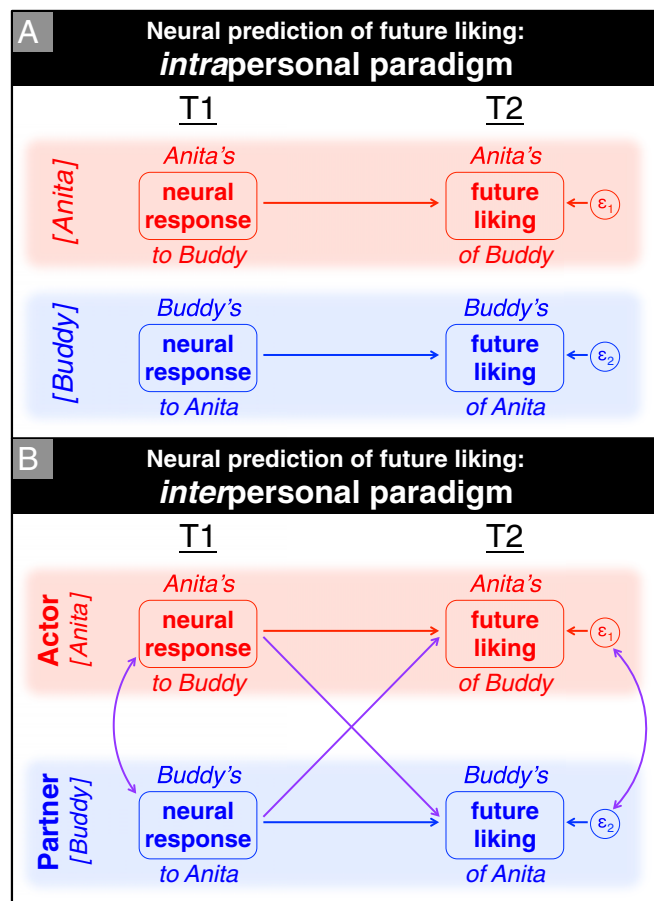 A
Neural prediction of future liking:
intrapersonal paradigm
T1 T2
[Anita]
Anita's Anita's
neural future
response liking
ε1
to Buddy of Buddy
[Buddy]
Buddy's Buddy's
neural future
response liking
ε2
to Anita of Anita
B
Neural prediction of future liking:
interpersonal paradigm
T1 T2
Actor
[Anita]
Anita's Anita's
neural future
response liking
ε1
to Buddy of Buddy
Partner
[Buddy]
Buddy's Buddy's
neural future
response liking
ε2
to Anita of Anita